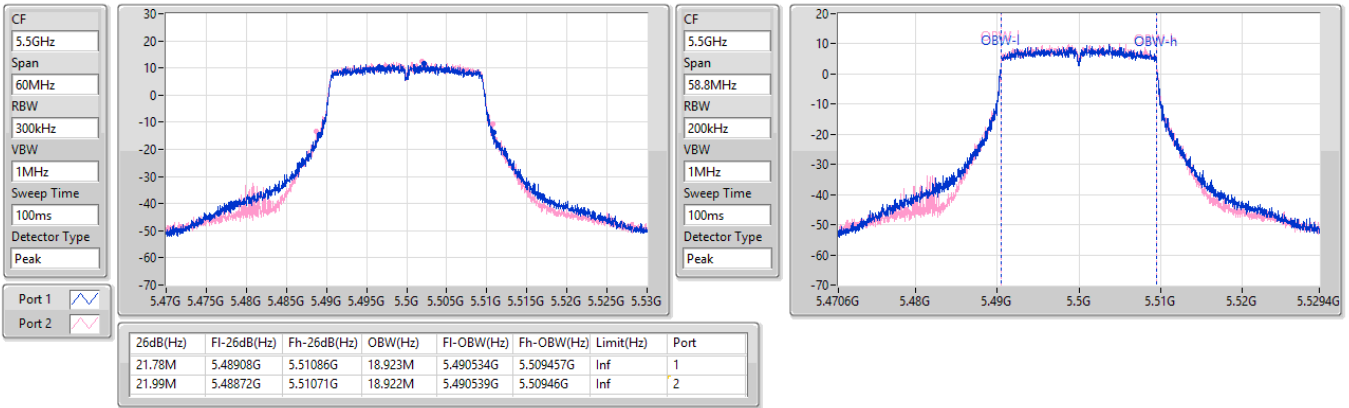 CF
5.5GHz
Span
60MHz
RBW
300kHz
VBW
1MHz
Sweep Time
100ms
Detector Type
Peak
Port 1
Port 2
30
20
10
0
-10
-20
-30
-40
-50
-60
-70
5.47G 5.475G 5.48G 5.485G 5.49G 5.495G 5.5G 5.505G 5.51G 5.515G 5.52G 5.525G 5.53G
CF
5.5GHz
Span
58.8MHz
RBW
200kHz
VBW
1MHz
Sweep Time
100ms
Detector Type
Peak
20
10
0
-10
-20
-30
-40
-50
-60
-70
OBW-l OBW-h
5.4706G 5.48G 5.49G 5.5G 5.51G 5.52G 5.5294G
26dB(Hz) Fl-26dB(Hz) Fh-26dB(Hz) OBW(Hz) Fl-OBW(Hz) Fh-OBW(Hz) Limit(Hz) Port
21.78M 5.48908G 5.51086G 18.923M 5.490534G 5.509457G Inf 1
21.99M 5.48872G 5.51071G 18.922M 5.490539G 5.50946G Inf 2